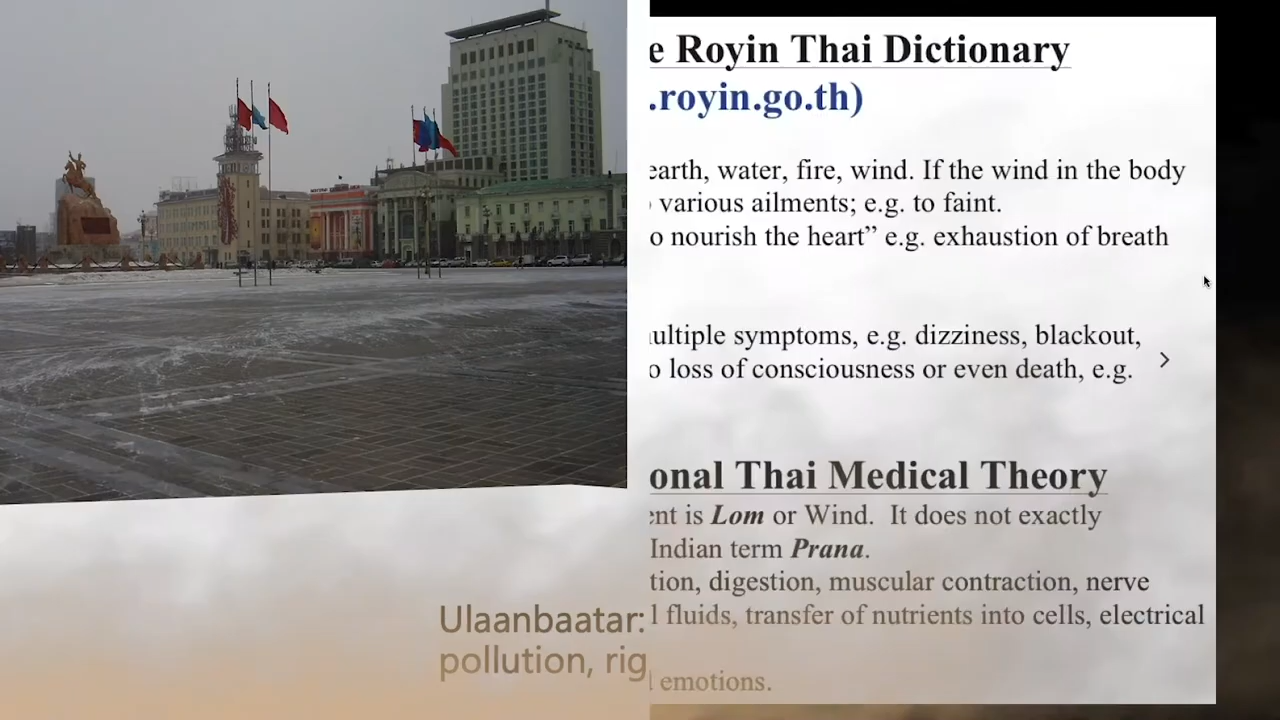 e Royin Thai Dictionary
.royin.go.th)
earth, water, fire, wind. If the wind in the body
various ailments; e.g. to faint.
o nourish the heart” e.g. exhaustion of breath
ultiple symptoms, e.g. dizziness, blackout,
o loss of consciousness or even death, e.g.
onal Thai Medical Theory
ent is Lom or Wind. It does not exactly
Indian term Prana.
tion, digestion, muscular contraction, nerve
l fluids, transfer of nutrients into cells, electrical
emotions.
Ulaanbaatar:
pollution, rig